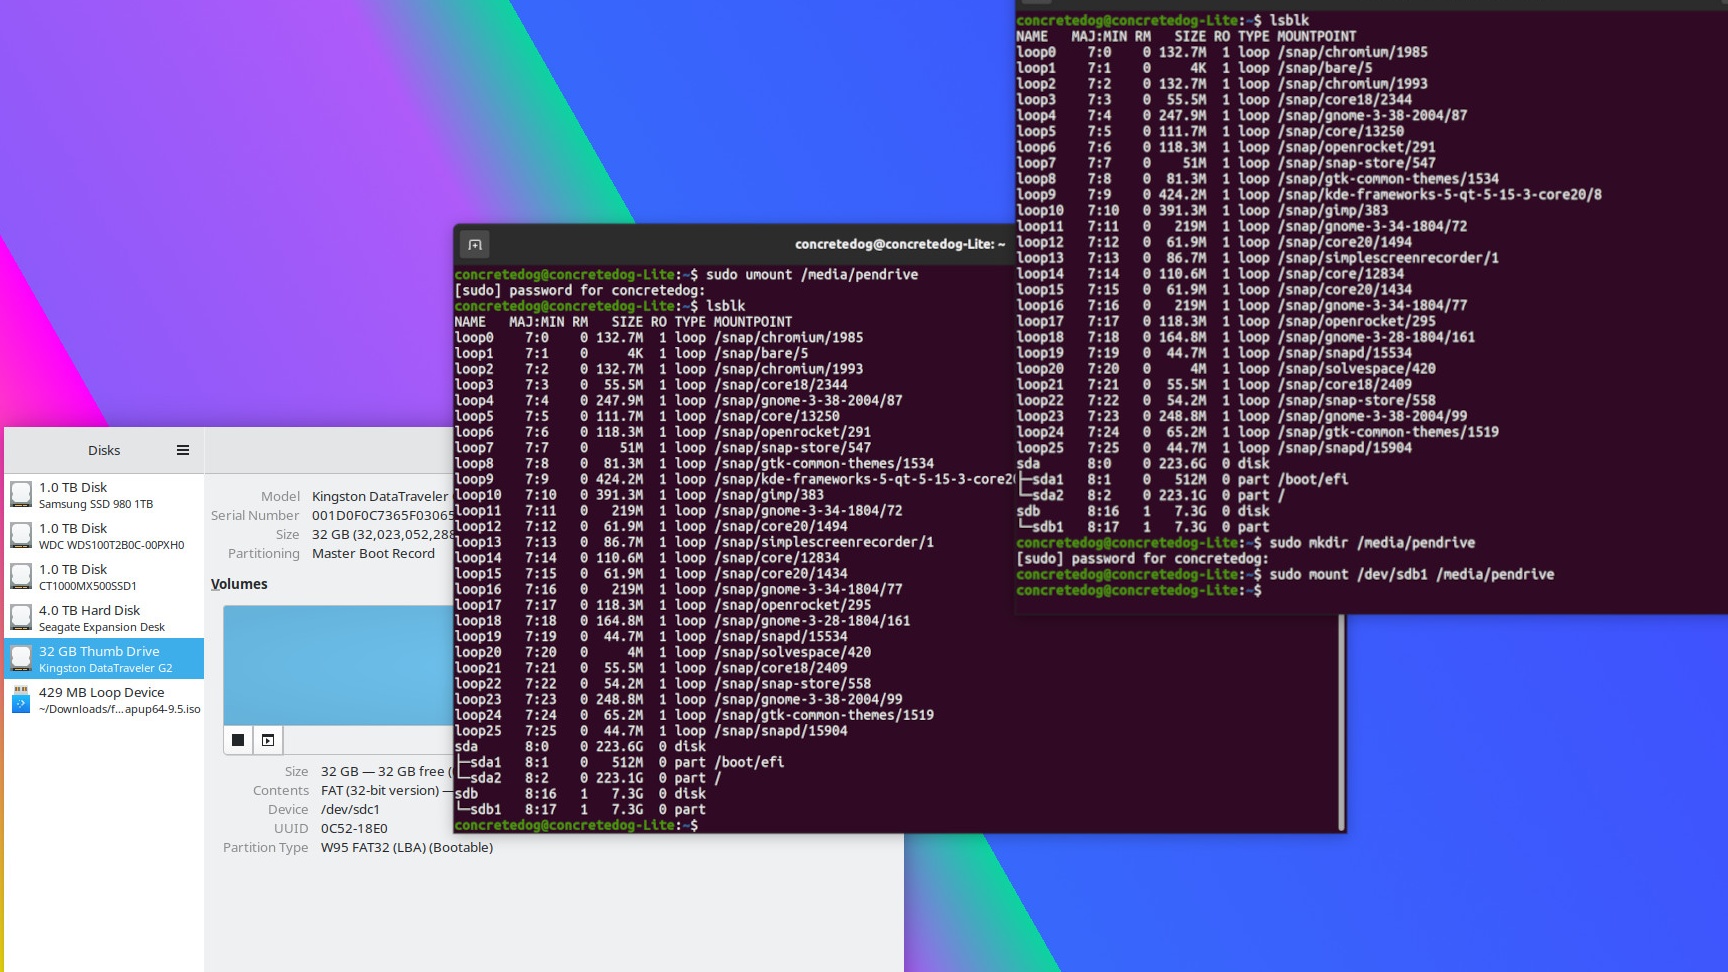 concretedog@concretedog-Lite:~$ lsblk
NAME MAJ:MIN RM SIZE RO TYPE MOUNTPOINT
loop0 7:0 0 132.7M 1 loop /snap/chromium/1985
loop1 7:1 0 4K 1 loop /snap/bare/5
loop2 7:2 0 132.7M 1 loop /snap/chromium/1993
loop3 7:3 0 55.5M 1 loop /snap/core18/2344
loop4 7:4 0 247.9M 1 loop /snap/gnome-3-38-2004/87
loop5 7:5 0 111.7M 1 loop /snap/core/13250
loop6 7:6 0 118.3M 1 loop /snap/openrocket/291
loop7 7:7 0 51M 1 loop /snap/snap-store/547
loop8 7:8 0 81.3M 1 loop /snap/gtk-common-themes/1534
loop9 7:9 0 424.2M 1 loop /snap/kde-frameworks-5-qt-5-15-3-core20/8
loop10 7:10 0 391.3M 1 loop /snap/gimp/383
loop11 7:11 0 219M 1 loop /snap/gnome-3-34-1804/72
loop12 7:12 0 61.9M 1 loop /snap/core20/1494
loop13 7:13 0 86.7M 1 loop /snap/simplescreenrecorder/1
loop14 7:14 0 110.6M 1 loop /snap/core/12834
loop15 7:15 0 61.9M 1 loop /snap/core20/1434
loop16 7:16 0 219M 1 loop /snap/gnome-3-34-1804/77
loop17 7:17 0 118.3M 1 loop /snap/openrocket/295
loop18 7:18 0 164.8M 1 loop /snap/gnome-3-28-1804/161
loop19 7:19 0 44.7M 1 loop /snap/snapd/15534
loop20 7:20 0 4M 1 loop /snap/solvespace/420
loop21 7:21 0 55.5M 1 loop /snap/core18/2409
loop22 7:22 0 54.2M 1 loop /snap/snap-store/558
loop23 7:23 0 248.8M 1 loop /snap/gnome-3-38-2004/99
loop24 7:24 0 65.2M 1 loop /snap/gtk-common-themes/1519
loop25 7:25 0 44.7M 1 loop /snap/snapd/15904
sda 8:0 0 223.6G 0 disk
├─sda1 8:1 0 512M 0 part /boot/efi
└─sda2 8:2 0 223.1G 0 part /
sdb 8:16 1 7.3G 0 disk
└─sdb1 8:17 1 7.3G 0 part
concretedog@concretedog-Lite:~$ sudo mkdir /media/pendrive
[sudo] password for concretedog:
concretedog@concretedog-Lite:~$ sudo mount /dev/sdb1 /media/pendrive
concretedog@concretedog-Lite:~$
concretedog@concretedog-Lite: ~
concretedog@concretedog-Lite:~$ sudo umount /media/pendrive
[sudo] password for concretedog:
concretedog@concretedog-Lite:~$ lsblk
NAME MAJ:MIN RM SIZE RO TYPE MOUNTPOINT
loop0 7:0 0 132.7M 1 loop /snap/chromium/1985
loop1 7:1 0 4K 1 loop /snap/bare/5
loop2 7:2 0 132.7M 1 loop /snap/chromium/1993
loop3 7:3 0 55.5M 1 loop /snap/core18/2344
loop4 7:4 0 247.9M 1 loop /snap/gnome-3-38-2004/87
loop5 7:5 0 111.7M 1 loop /snap/core/13250
loop6 7:6 0 118.3M 1 loop /snap/openrocket/291
loop7 7:7 0 51M 1 loop /snap/snap-store/547
loop8 7:8 0 81.3M 1 loop /snap/gtk-common-themes/1534
loop9 7:9 0 424.2M 1 loop /snap/kde-frameworks-5-qt-5-15-3-core20
loop10 7:10 0 391.3M 1 loop /snap/gimp/383
loop11 7:11 0 219M 1 loop /snap/gnome-3-34-1804/72
loop12 7:12 0 61.9M 1 loop /snap/core20/1494
loop13 7:13 0 86.7M 1 loop /snap/simplescreenrecorder/1
loop14 7:14 0 110.6M 1 loop /snap/core/12834
loop15 7:15 0 61.9M 1 loop /snap/core20/1434
loop16 7:16 0 219M 1 loop /snap/gnome-3-34-1804/77
loop17 7:17 0 118.3M 1 loop /snap/openrocket/295
loop18 7:18 0 164.8M 1 loop /snap/gnome-3-28-1804/161
loop19 7:19 0 44.7M 1 loop /snap/snapd/15534
loop20 7:20 0 4M 1 loop /snap/solvespace/420
loop21 7:21 0 55.5M 1 loop /snap/core18/2409
loop22 7:22 0 54.2M 1 loop /snap/snap-store/558
loop23 7:23 0 248.8M 1 loop /snap/gnome-3-38-2004/99
loop24 7:24 0 65.2M 1 loop /snap/gtk-common-themes/1519
loop25 7:25 0 44.7M 1 loop /snap/snapd/15904
sda 8:0 0 223.6G 0 disk
├─sda1 8:1 0 512M 0 part /boot/efi
└─sda2 8:2 0 223.1G 0 part /
sdb 8:16 1 7.3G 0 disk
└─sdb1 8:17 1 7.3G 0 part
concretedog@concretedog-Lite:~$
Disks
1.0 TB Disk
Samsung SSD 980 1TB
1.0 TB Disk
WDC WDS100T2B0C-00PXH0
1.0 TB Disk
CT1000MX500SSD1
4.0 TB Hard Disk
Seagate Expansion Desk
32 GB Thumb Drive
Kingston DataTraveler G2
429 MB Loop Device
~/Downloads/f…apup64-9.5.iso
Model Kingston DataTraveler
Serial Number 001D0F0C7365F03065
Size 32 GB (32,023,052,288
Partitioning Master Boot Record
Volumes
Size 32 GB — 32 GB free (
Contents FAT (32-bit version) —
Device /dev/sdc1
UUID 0C52-18E0
Partition Type W95 FAT32 (LBA) (Bootable)